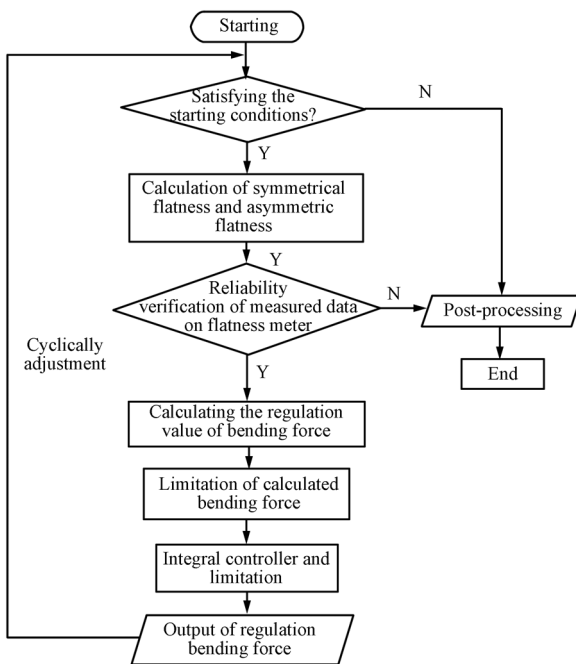 Starting
Satisfying the
starting conditions?
N
Y
Calculation of symmetrical
flatness and asymmetric
flatness
Y
Reliability
verification of measured data
on flatness meter
N
Post-processing
Cyclically
adjustment
Y
End
Calculating the regulation
value of bending force
Limitation of calculated
bending force
Integral controller and
limitation
Output of regulation
bending force